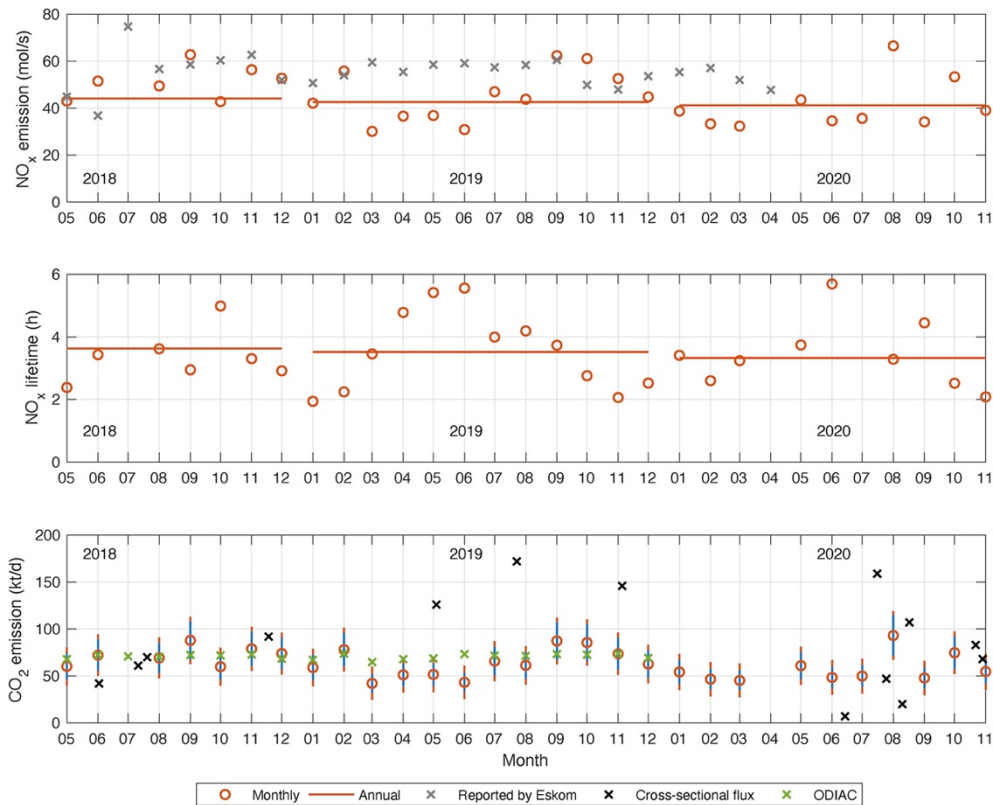 80
60
40
20
0
NOx emission (mol/s)
2018 2019 2020
05 06 07 08 09 10 11 12 01 02 03 04 05 06 07 08 09 10 11 12 01 02 03 04 05 06 07 08 09 10 11
6
4
2
0
NOx lifetime (h)
2018 2019 2020
05 06 07 08 09 10 11 12 01 02 03 04 05 06 07 08 09 10 11 12 01 02 03 04 05 06 07 08 09 10 11
200
150
100
50
0
CO2 emission (kt/d)
2018 2019 2020
05 06 07 08 09 10 11 12 01 02 03 04 05 06 07 08 09 10 11 12 01 02 03 04 05 06 07 08 09 10 11
Month
Monthly Annual Reported by Eskom Cross-sectional flux ODIAC